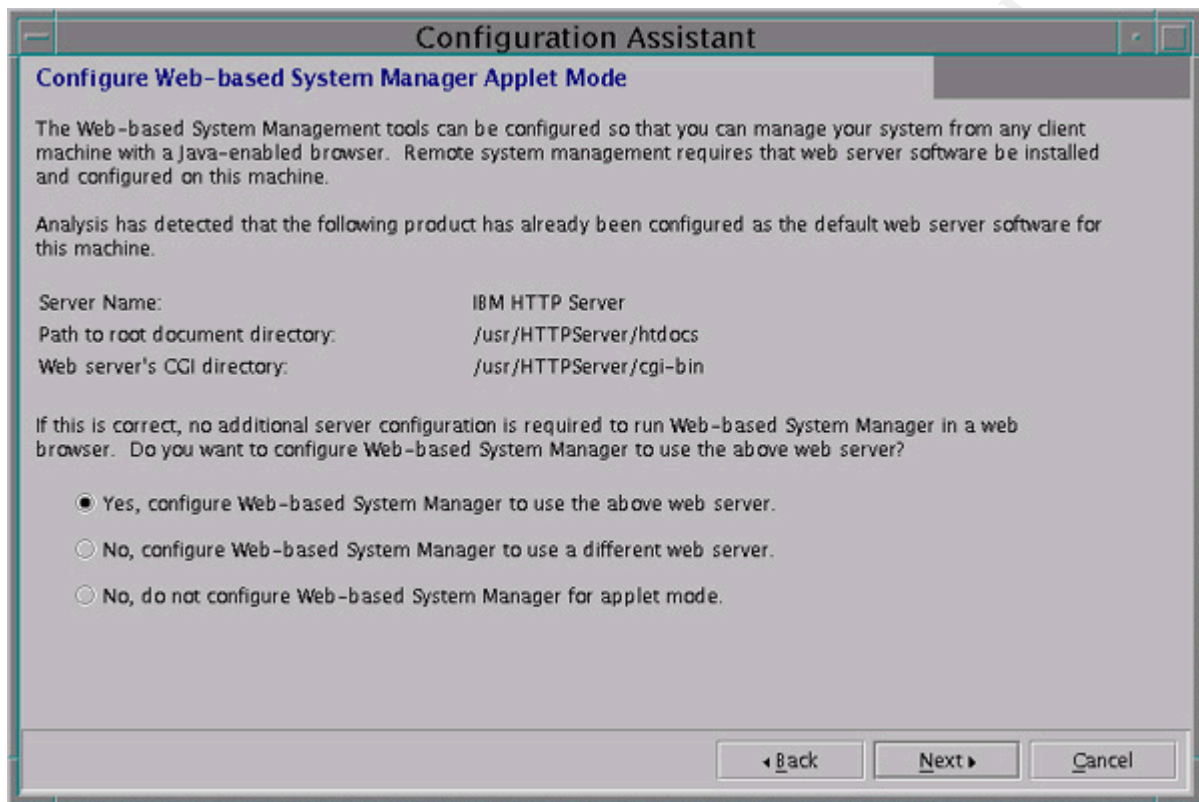 Configuration Assistant
Configure Web-based System Manager Applet Mode
The Web-based System Management tools can be configured so that you can manage your system from any client
machine with a Java-enabled browser. Remote system management requires that web server software be installed
and configured on this machine.
Analysis has detected that the following product has already been configured as the default web server software for
this machine.
Server Name: IBM HTTP Server
Path to root document directory: /usr/HTTPServer/htdocs
Web server's CGI directory: /usr/HTTPServer/cgi-bin
If this is correct, no additional server configuration is required to run Web-based System Manager in a web
browser. Do you want to configure Web-based System Manager to use the above web server?
Yes, configure Web-based System Manager to use the above web server.
No, configure Web-based System Manager to use a different web server.
No, do not configure Web-based System Manager for applet mode.
Back Next Cancel